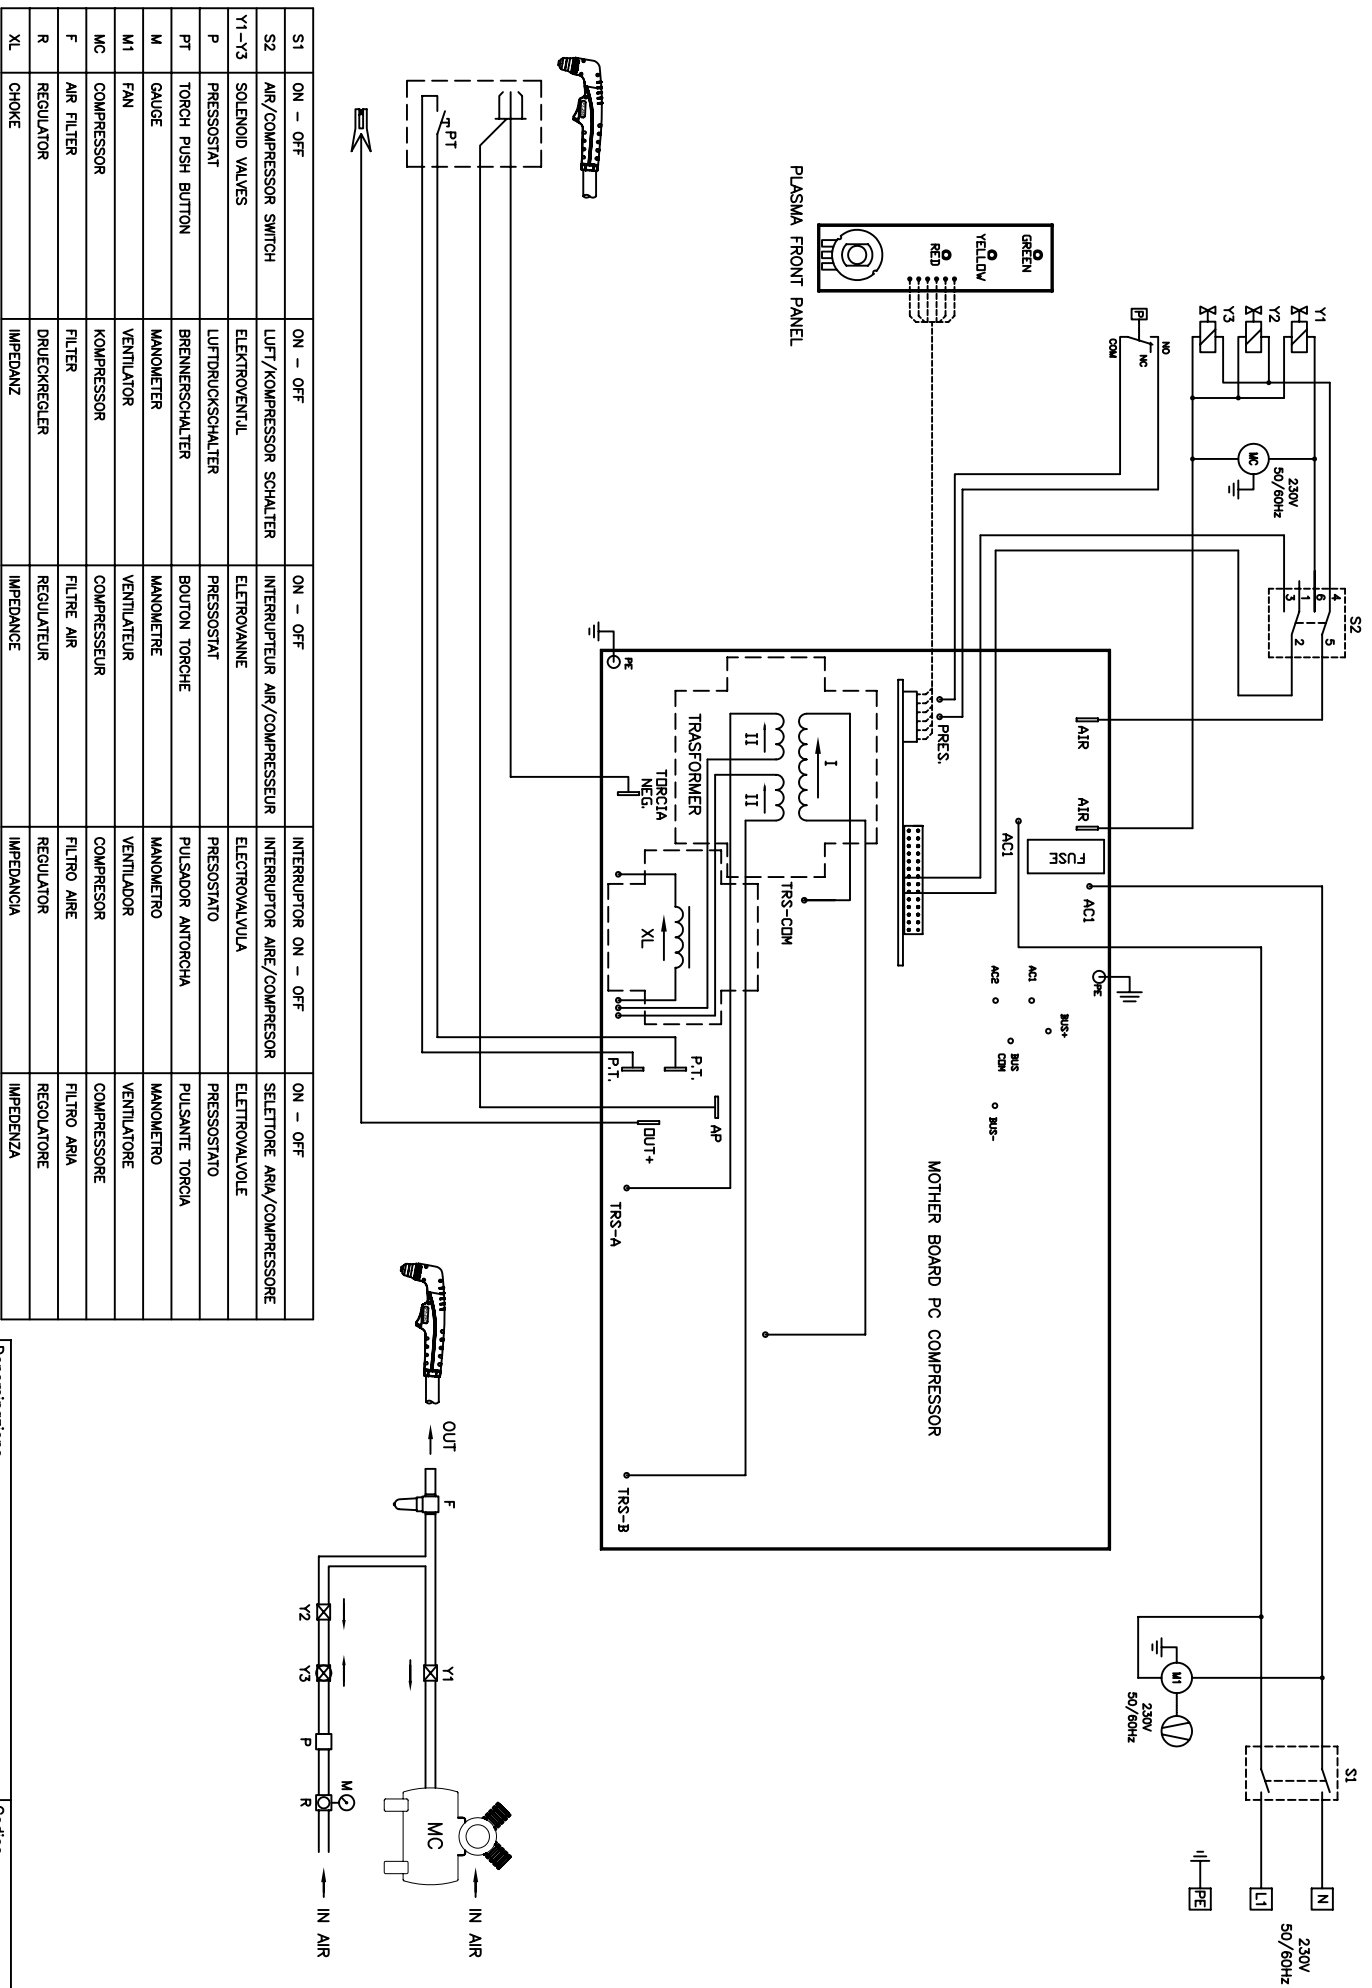 S1
N
230V
50/60Hz
L1
PE
M1
230V
50/60Hz
S2
4
6
1
3
5
2
Y1
Y2
Y3
MC
230V
50/60Hz
P
NO
NC
COM
AIR
AIR
FUSE
AC1
AC1
PE
AC1
AC2
BUS+
BUS
COM
BUS-
MOTHER BOARD PC COMPRESSOR
PRES.
GREEN
YELLOW
RED
PLASMA FRONT PANEL
PE
I
II
II
TRASFORMER
TRS-COM
XL
TORCIA
NEG.
P.T.
P.T.
AP
OUT+
TRS-A
TRS-B
PT
OUT
F
Y1
MC
IN AIR
Y2
Y3
P
M
R
IN AIR
S1 ON - OFF ON - OFF ON - OFF INTERRUPTOR ON - OFF ON - OFF
S2 AIR/COMPRESSOR SWITCH LUFT/KOMPRESSOR SCHALTER INTERRUPTEUR AIR/COMPRESSEUR INTERRUPTOR AIRE/COMPRESOR SELETTORE ARIA/COMPRESSORE
Y1-Y3 SOLENOID VALVES ELEKTROVENTJL ELETROVANNE ELECTROVALVULA ELETTROVALVOLE
P PRESSOSTAT LUFTDRUCKSCHALTER PRESSOSTAT PRESOSTATO PRESSOSTATO
PT TORCH PUSH BUTTON BRENNERSCHALTER BOUTON TORCHE PULSADOR ANTORCHA PULSANTE TORCIA
M GAUGE MANOMETER MANOMETRE MANOMETRO MANOMETRO
M1 FAN VENTILATOR VENTILATEUR VENTILADOR VENTILATORE
MC COMPRESSOR KOMPRESSOR COMPRESSEUR COMPRESOR COMPRESSORE
F AIR FILTER FILTER FILTRE AIR FILTRO AIRE FILTRO ARIA
R REGULATOR DRUECKREGLER REGULATEUR REGULATOR REGOLATORE
XL CHOKE IMPEDANZ IMPEDANCE IMPEDANCIA IMPEDENZA